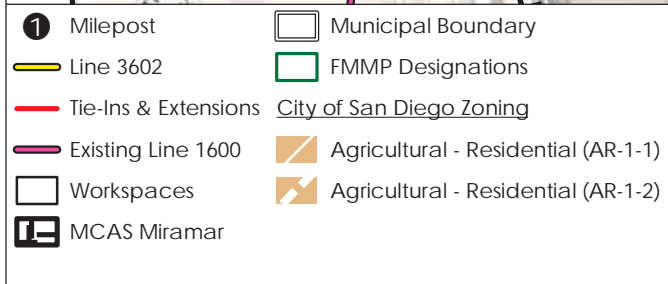 1 Milepost
Line 3602
Tie-Ins & Extensions
Existing Line 1600
Workspaces
MCAS Miramar
Municipal Boundary
FMMP Designations
City of San Diego Zoning
Agricultural - Residential (AR-1-1)
Agricultural - Residential (AR-1-2)